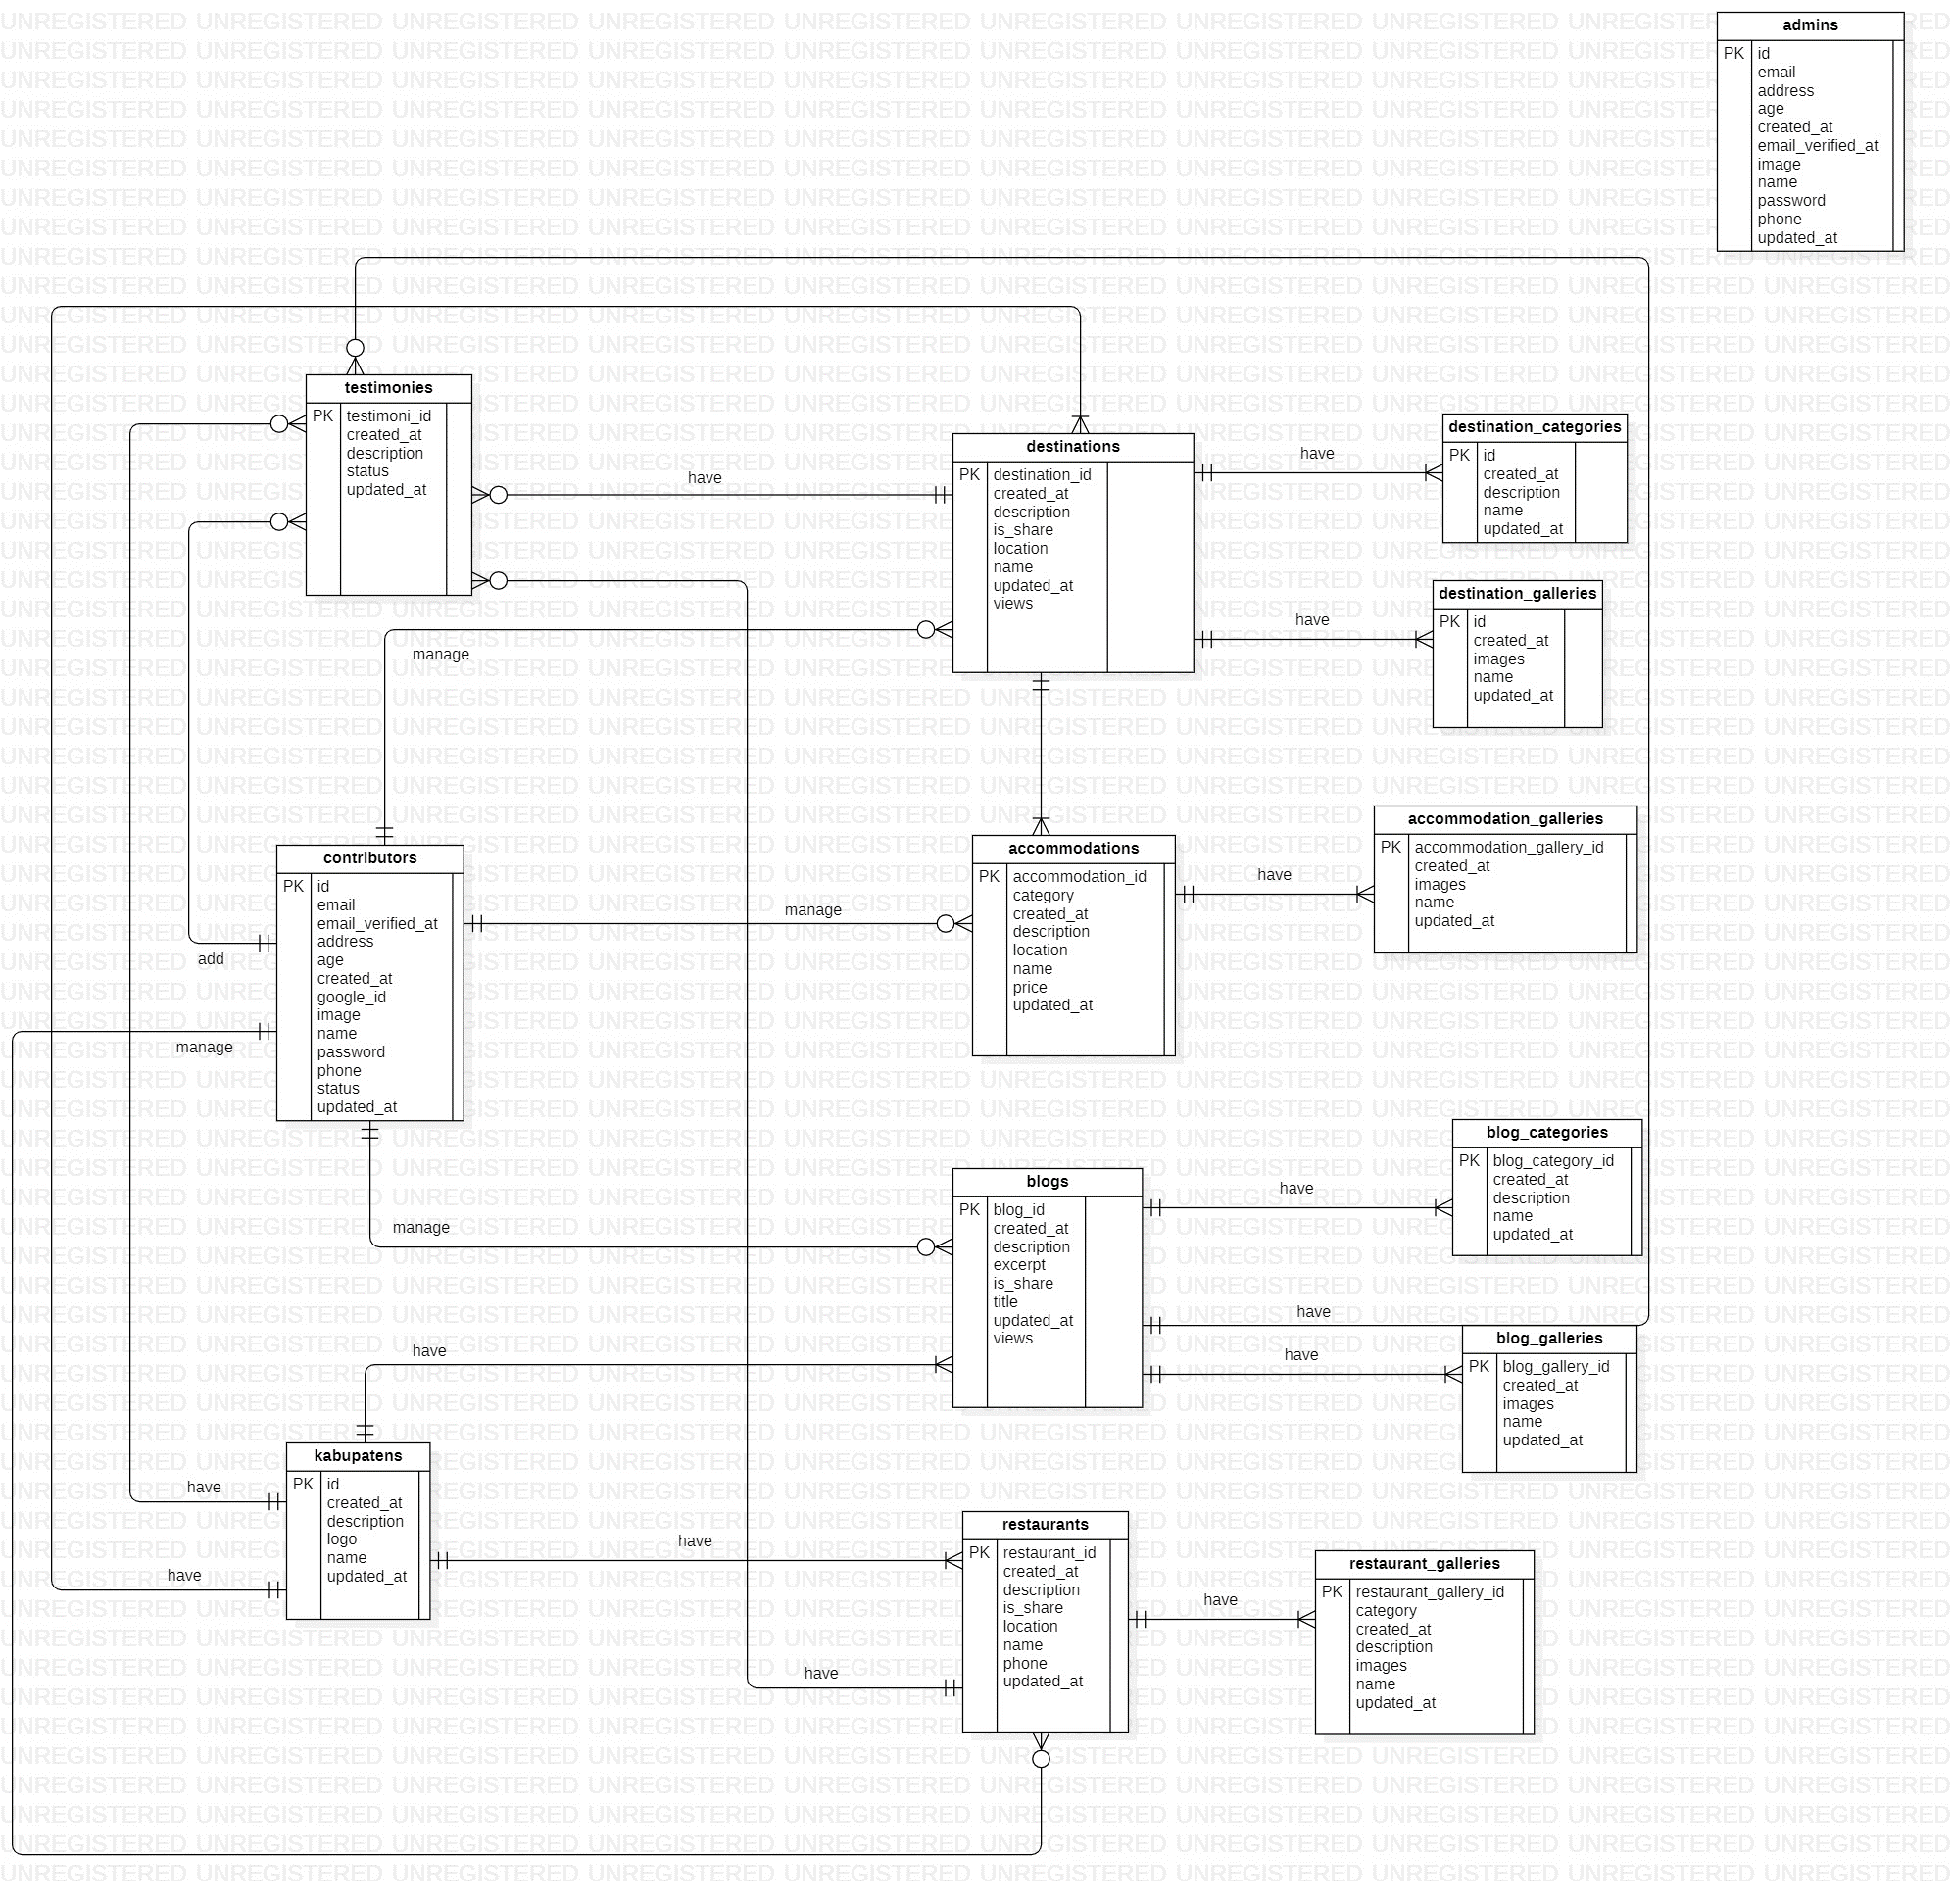 admins
PK
id
email
address
age
created_at
email_verified_at
image
name
password
phone
updated_at
testimonies
PK
testimoni_id
created_at
description
status
updated_at
have
destinations
PK
destination_id
created_at
description
is_share
location
name
updated_at
views
have
destination_categories
PK
id
created_at
description
name
updated_at
have
destination_galleries
PK
id
created_at
images
name
updated_at
manage
contributors
PK
id
email
email_verified_at
address
age
created_at
google_id
image
name
password
phone
status
updated_at
add
manage
manage
accommodations
PK
accommodation_id
category
created_at
description
location
name
price
updated_at
have
accommodation_galleries
PK
accommodation_gallery_id
created_at
images
name
updated_at
manage
blogs
PK
blog_id
created_at
description
excerpt
is_share
title
updated_at
views
have
blog_categories
PK
blog_category_id
created_at
description
name
updated_at
have
have
blog_galleries
PK
blog_gallery_id
created_at
images
name
updated_at
have
kabupatens
PK
id
created_at
description
logo
name
updated_at
have
have
have
have
restaurants
PK
restaurant_id
created_at
description
is_share
location
name
phone
updated_at
have
restaurant_galleries
PK
restaurant_gallery_id
category
created_at
description
images
name
updated_at
UNREGISTERED